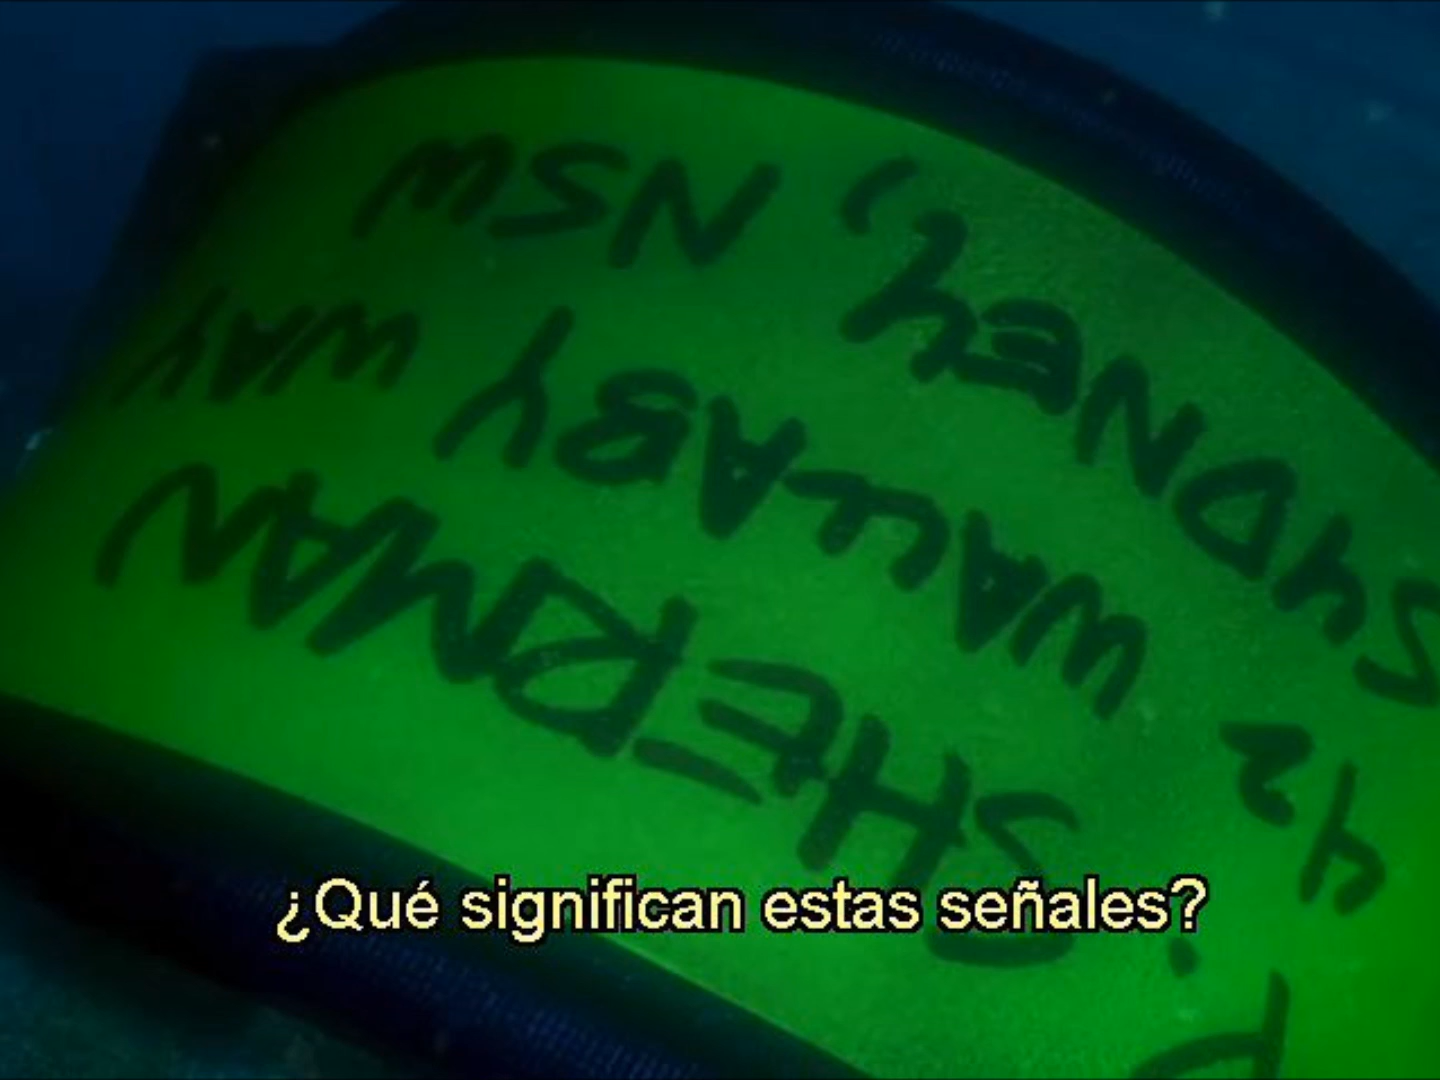 P. SHERMAN
42 WALLABY WAY
SYDNEY, NSW
¿Qué significan estas señales?